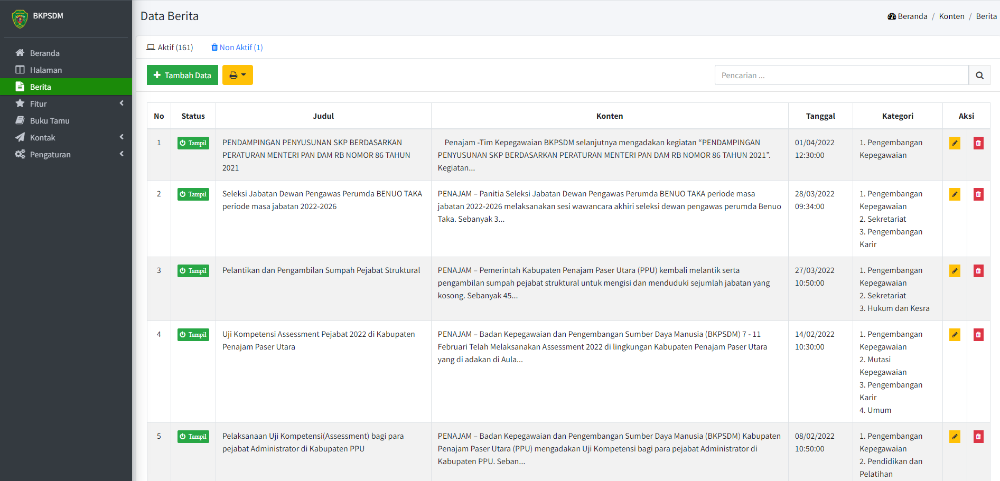 BKPSDM
Beranda
Halaman
Berita
Fitur
Buku Tamu
Kontak
Pengaturan
Data Berita
Beranda / Konten / Berita
Aktif (161)
Non Aktif (1)
Tambah Data
Pencarian ...
No Status Judul Konten Tanggal Kategori Aksi
1
Tampil
PENDAMPINGAN PENYUSUNAN SKP BERDASARKAN
PERATURAN MENTERI PAN DAM RB NOMOR 86 TAHUN
2021
Penajam -Tim Kepegawaian BKPSDM selanjutnya mengadakan kegiatan “PENDAMPINGAN
PENYUSUNAN SKP BERDASARKAN PERATURAN MENTERI PAN DAM RB NOMOR 86 TAHUN 2021”.
Kegiatan...
01/04/2022
12:30:00
1. Pengembangan
Kepegawaian
2
Tampil
Seleksi Jabatan Dewan Pengawas Perumda BENUO TAKA
periode masa jabatan 2022-2026
PENAJAM – Panitia Seleksi Jabatan Dewan Pengawas Perumda BENUO TAKA periode masa
jabatan 2022-2026 melaksanakan sesi wawancara akhiri seleksi dewan pengawas perumda Benuo
Taka. Sebanyak 3...
28/03/2022
09:34:00
1. Pengembangan
Kepegawaian
2. Sekretariat
3. Pengembangan
Karir
3
Tampil
Pelantikan dan Pengambilan Sumpah Pejabat Struktural
PENAJAM – Pemerintah Kabupaten Penajam Paser Utara (PPU) kembali melantik serta
pengambilan sumpah pejabat struktural untuk mengisi dan menduduki sejumlah jabatan yang
kosong. Sebanyak 45...
27/03/2022
10:50:00
1. Pengembangan
Kepegawaian
2. Sekretariat
3. Hukum dan Kesra
4
Tampil
Uji Kompetensi Assessment Pejabat 2022 di Kabupaten
Penajam Paser Utara
PENAJAM – Badan Kepegawaian dan Pengembangan Sumber Daya Manusia (BKPSDM) 7 - 11
Februari Telah Melaksanakan Assessment 2022 di lingkungan Kabupaten Penajam Paser Utara
yang di adakan di Aula...
14/02/2022
10:30:00
1. Pengembangan
Kepegawaian
2. Mutasi
Kepegawaian
3. Pengembangan
Karir
4. Umum
5
Tampil
Pelaksanaan Uji Kompetensi(Assessment) bagi para
pejabat Administrator di Kabupaten PPU
PENAJAM – Badan Kepegawaian dan Pengembangan Sumber Daya Manusia (BKPSDM) Kabupaten
Penajam Paser Utara (PPU) mengadakan Uji Kompetensi bagi para pejabat Administrator di
Kabupaten PPU. Seban...
08/02/2022
10:50:00
1. Pengembangan
Kepegawaian
2. Pendidikan dan
Pelatihan